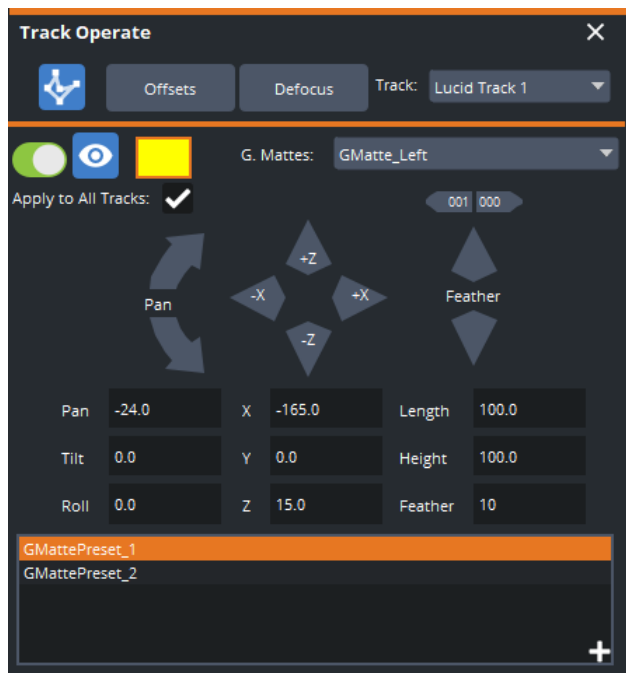 Track Operate
Offsets Defocus Track: Lucid Track 1
G. Mattes: GMatte_Left
Apply to All Tracks: 001 000
+Z
-X +X
Pan Feather
-Z
Pan -24.0 X -165.0 Length 100.0
Tilt 0.0 Y 0.0 Height 100.0
Roll 0.0 Z 15.0 Feather 10
GMattePreset_1
GMattePreset_2